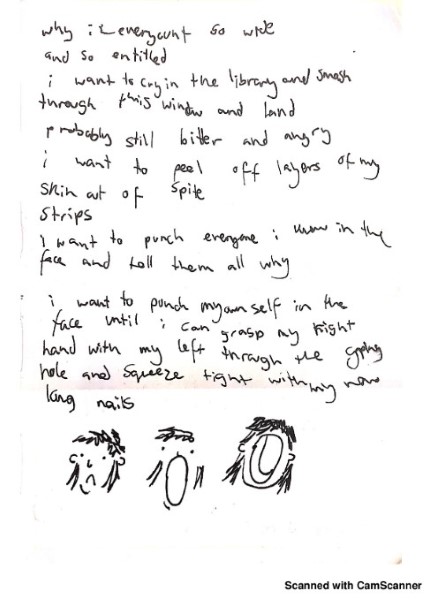 why is everyount so wide
and so entitled
i want to cry in the library and smash
through this window and land
probably still bitter and angry
i want to peel off layers of my
skin out of spite
strips
I want to punch everyone i know in the
face and tell them all why
i want to punch my own self in the
face until i can grasp my right
hand with my left through the gaping
hole and squeeze tight with my now
long nails
Scanned with CamScanner